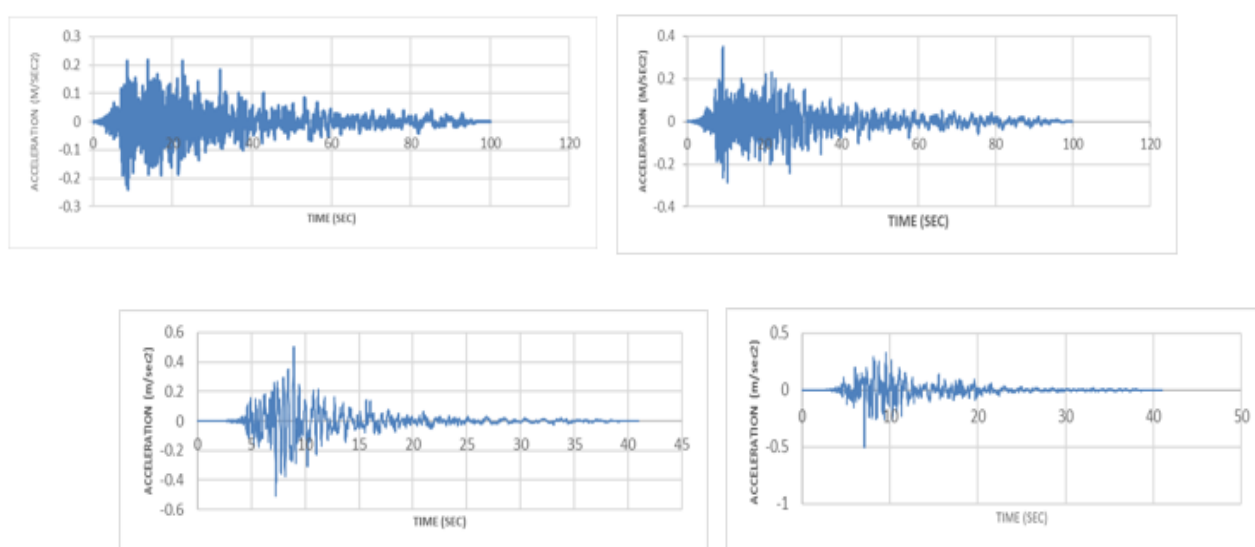 ACCELERATION (M/SEC2)
0.3
0.2
0.1
0
-0.1
-0.2
-0.3
0 20 40 60 80 100 120
TIME (SEC)
ACCELERATION (M/SEC2)
0.4
0.2
0
-0.2
-0.4
0 20 40 60 80 100 120
TIME (SEC)
ACCELERATION (m/sec2)
0.6
0.4
0.2
0
-0.2
-0.4
-0.6
0 5 10 15 20 25 30 35 40 45
TIME (SEC)
ACCELERATION (m/sec2)
0.5
0
-0.5
-1
0 10 20 30 40 50
TIME (SEC)